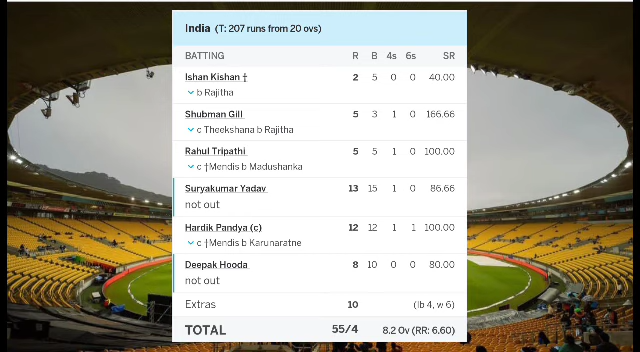 India (T: 207 runs from 20 ovs)
BATTING R B 4s 6s SR
Ishan Kishan † 2 5 0 0 40.00
b Rajitha
Shubman Gill 5 3 1 0 166.66
c Theekshana b Rajitha
Rahul Tripathi 5 5 1 0 100.00
c †Mendis b Madushanka
Suryakumar Yadav 13 15 1 0 86.66
not out
Hardik Pandya (c) 12 12 1 1 100.00
c †Mendis b Karunaratne
Deepak Hooda 8 10 0 0 80.00
not out
Extras 10 (lb 4, w 6)
TOTAL 55/4 8.2 Ov (RR: 6.60)